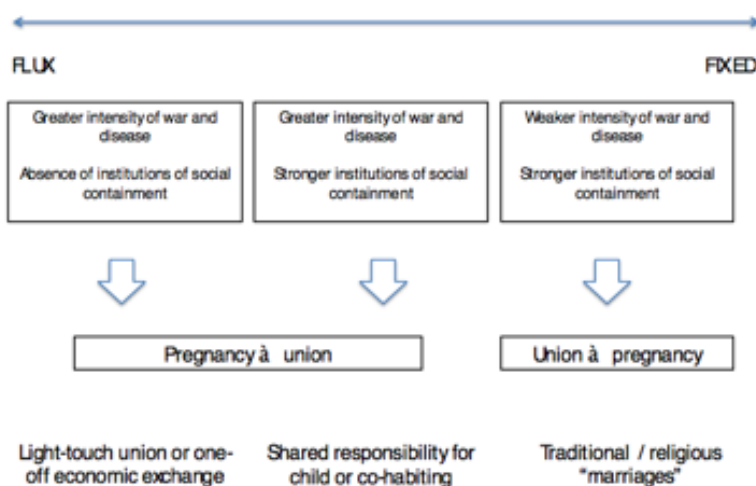 FLUX
FIXED
Greater intensity of war and
disease
Absence of institutions of social
containment
Greater intensity of war and
disease
Stronger institutions of social
containment
Weaker intensity of war and
disease
Stronger institutions of social
containment
Pregnancy à union
Union à pregnancy
Light-touch union or one-
off economic exchange
Shared responsibility for
child or co-habiting
Traditional / religious
“marriages”